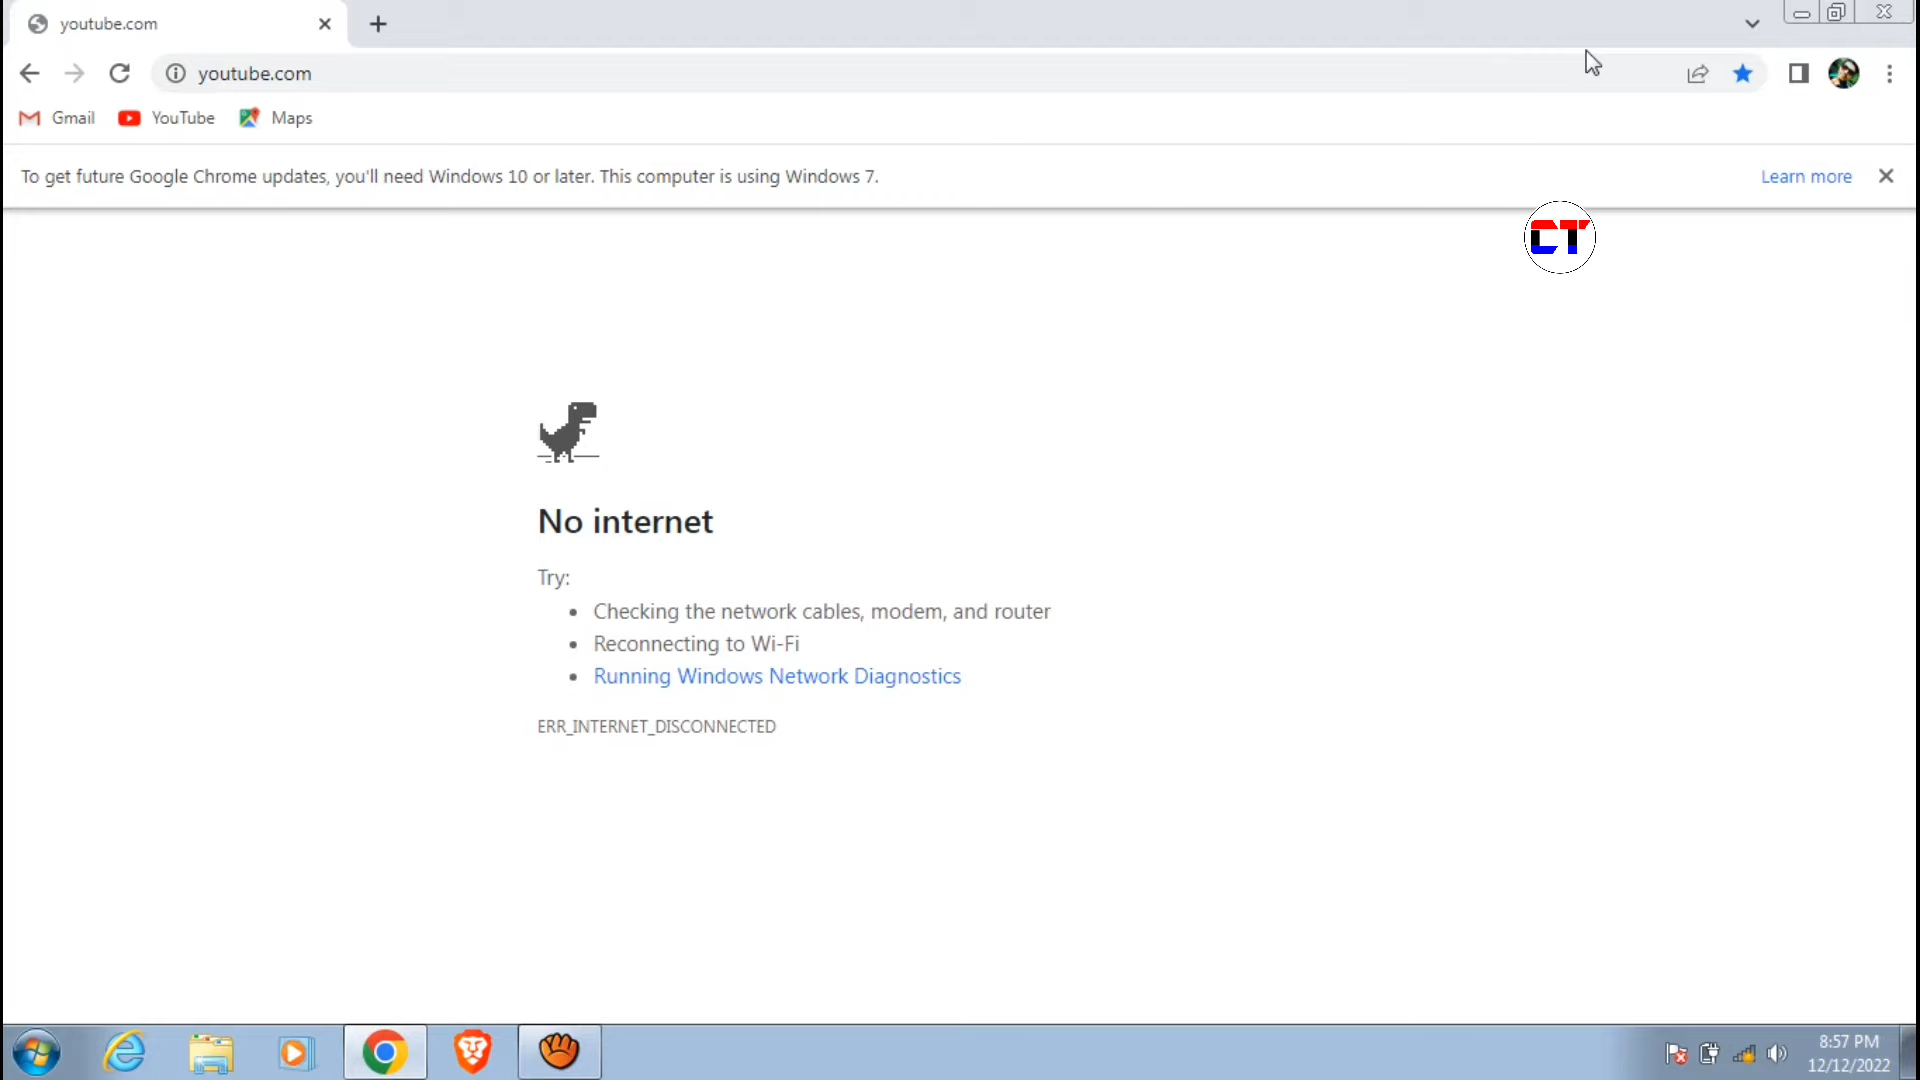 youtube.com
youtube.com
Gmail YouTube Maps
To get future Google Chrome updates, you'll need Windows 10 or later. This computer is using Windows 7. Learn more
CT
No internet
Try:
Checking the network cables, modem, and router
Reconnecting to Wi-Fi
Running Windows Network Diagnostics
ERR_INTERNET_DISCONNECTED
8:57 PM
12/12/2022